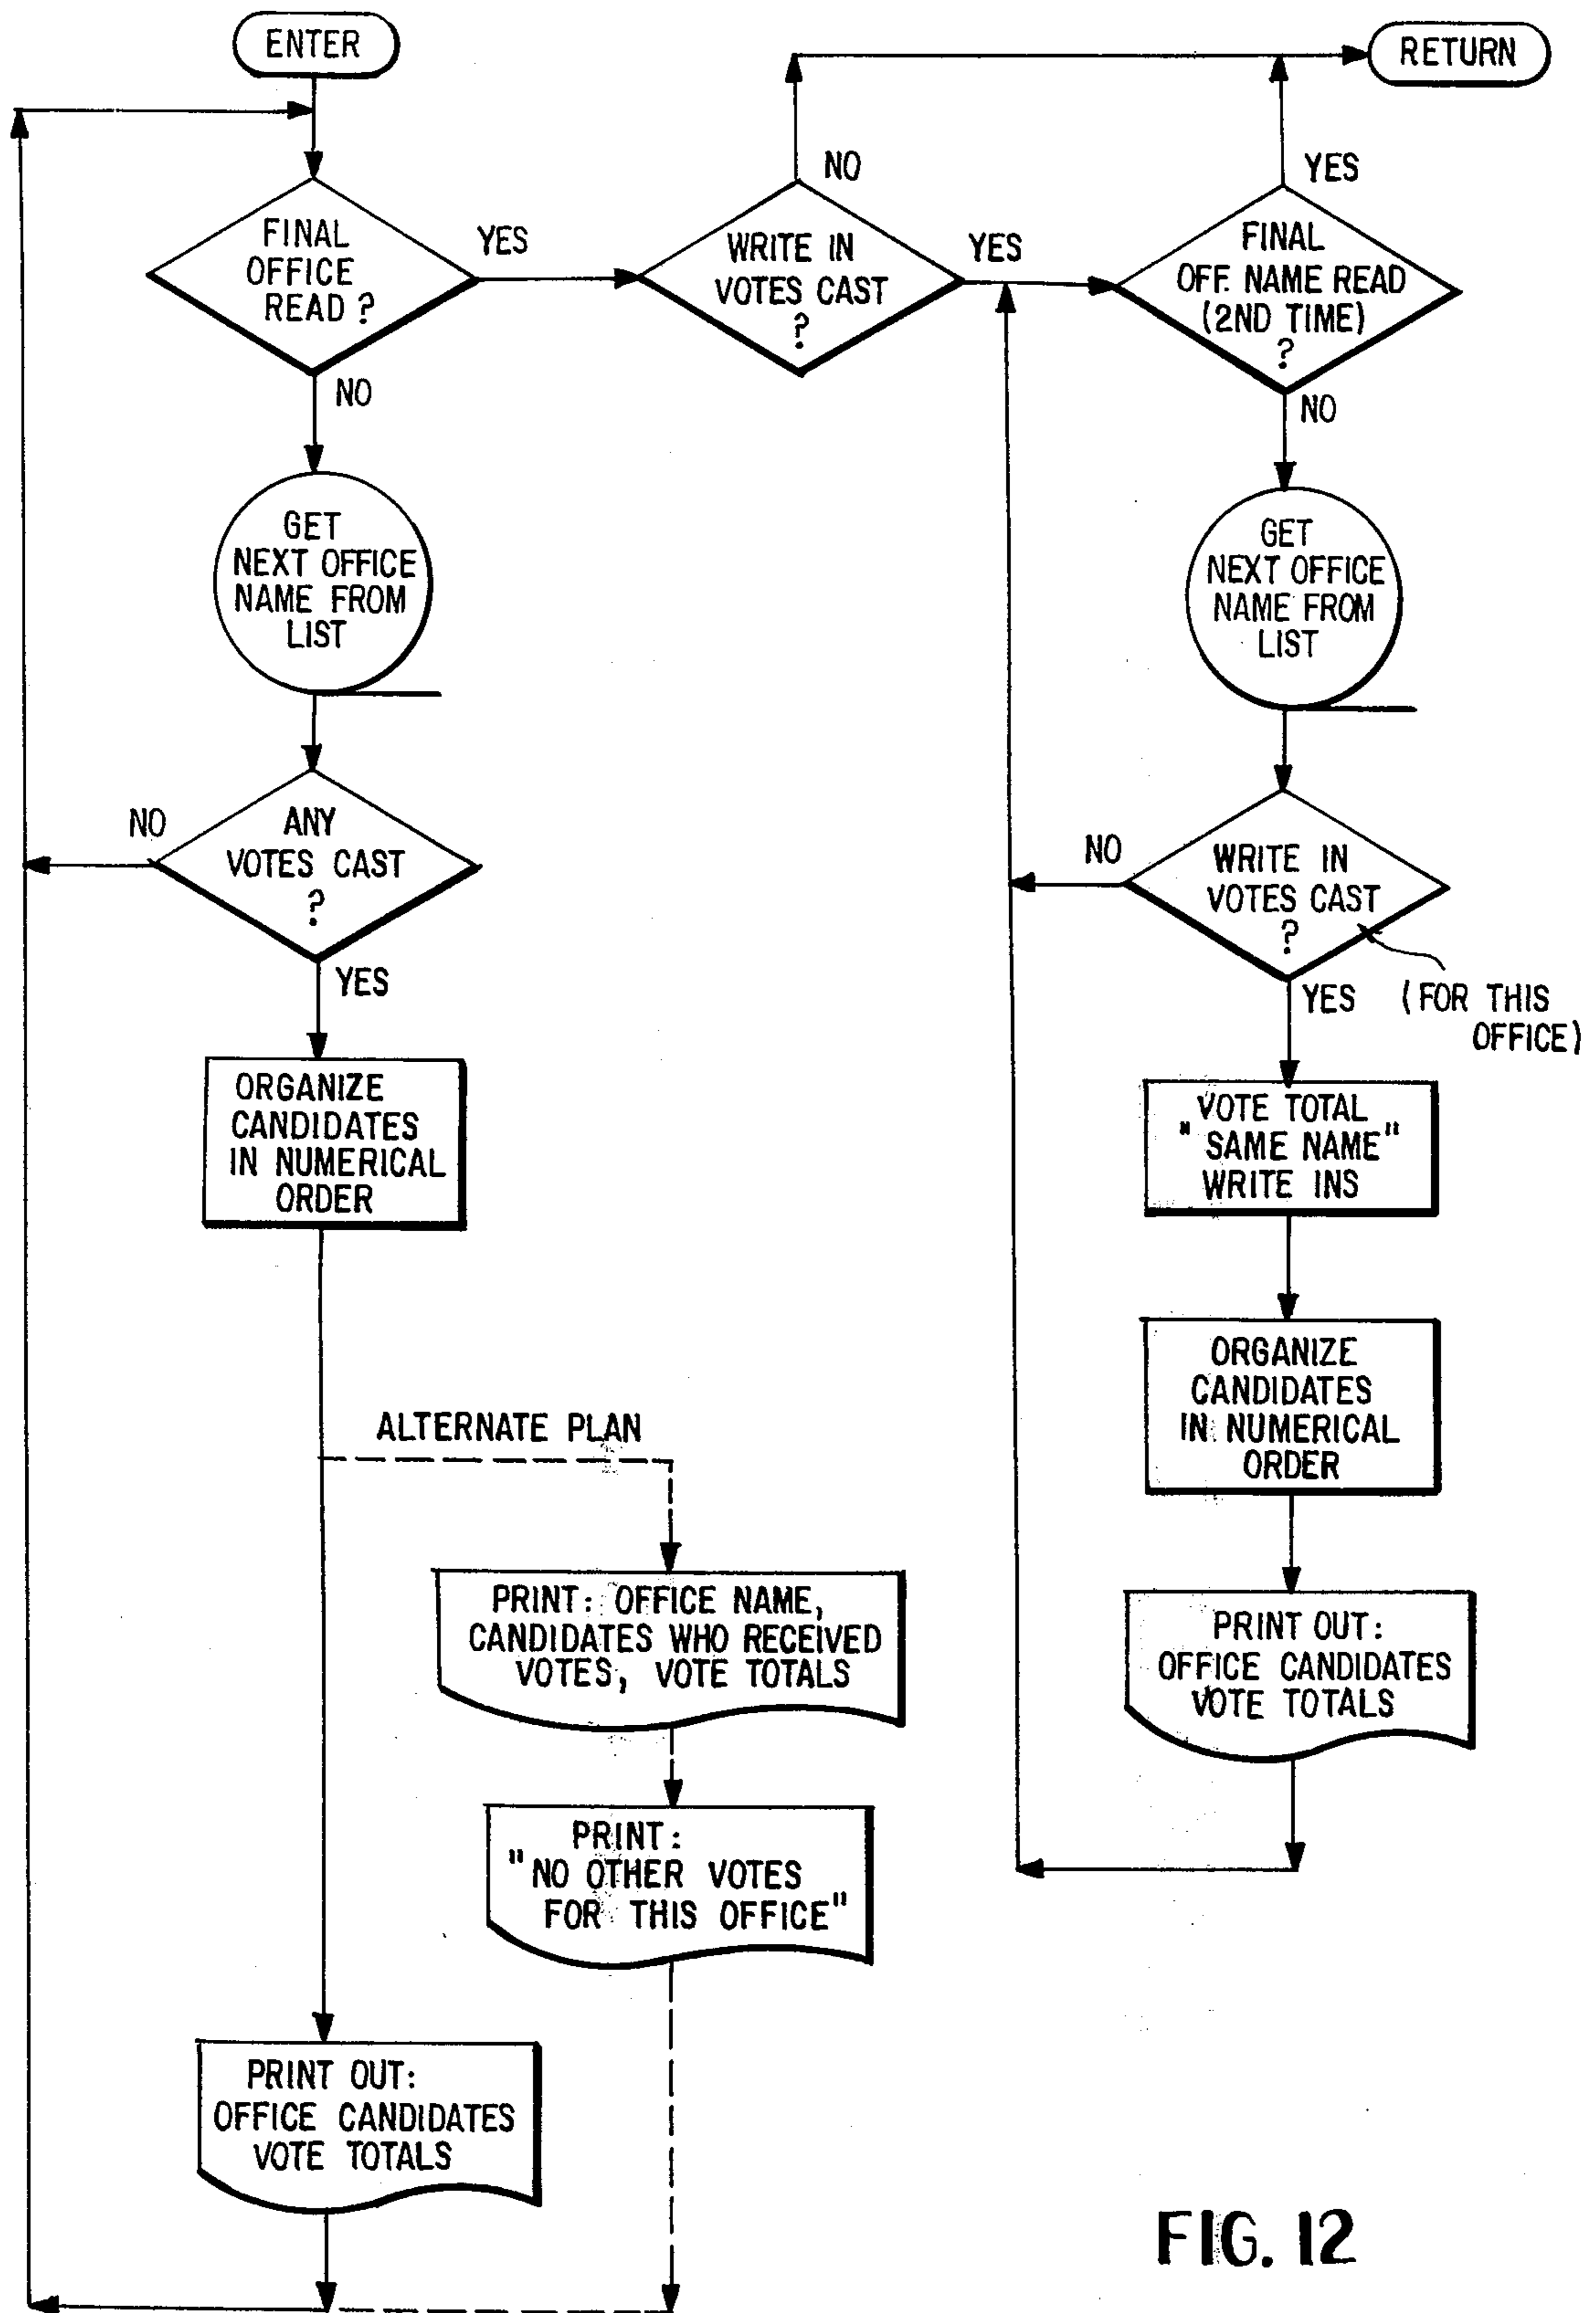 ENTER
RETURN
NO
YES
FINAL
OFFICE
READ ?
YES
WRITE IN
VOTES CAST
?
YES
FINAL
OFF. NAME READ
(2ND TIME)
?
NO
NO
GET
NEXT OFFICE
NAME FROM
LIST
GET
NEXT OFFICE
NAME FROM
LIST
NO
ANY
VOTES CAST
?
YES
NO
WRITE IN
VOTES CAST
?
YES
(FOR THIS
OFFICE)
ORGANIZE
CANDIDATES
IN NUMERICAL
ORDER
VOTE TOTAL
"SAME NAME"
WRITE INS
ORGANIZE
CANDIDATES
IN NUMERICAL
ORDER
ALTERNATE PLAN
PRINT: OFFICE NAME,
CANDIDATES WHO RECEIVED
VOTES, VOTE TOTALS
PRINT OUT:
OFFICE CANDIDATES
VOTE TOTALS
PRINT:
"NO OTHER VOTES
FOR THIS OFFICE"
PRINT OUT:
OFFICE CANDIDATES
VOTE TOTALS
FIG. 12